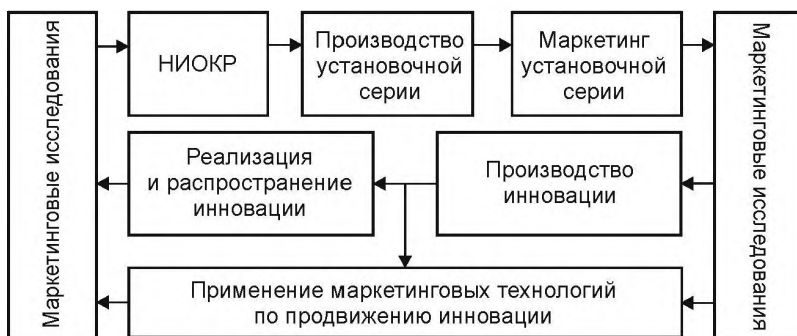 Маркетинговые исследования
НИОКР
Производство
установочной
серии
Маркетинг
установочной
серии
Маркетинговые исследования
Реализация
и распространение
инновации
Производство
инновации
Применение маркетинговых технологий
по продвижению инновации